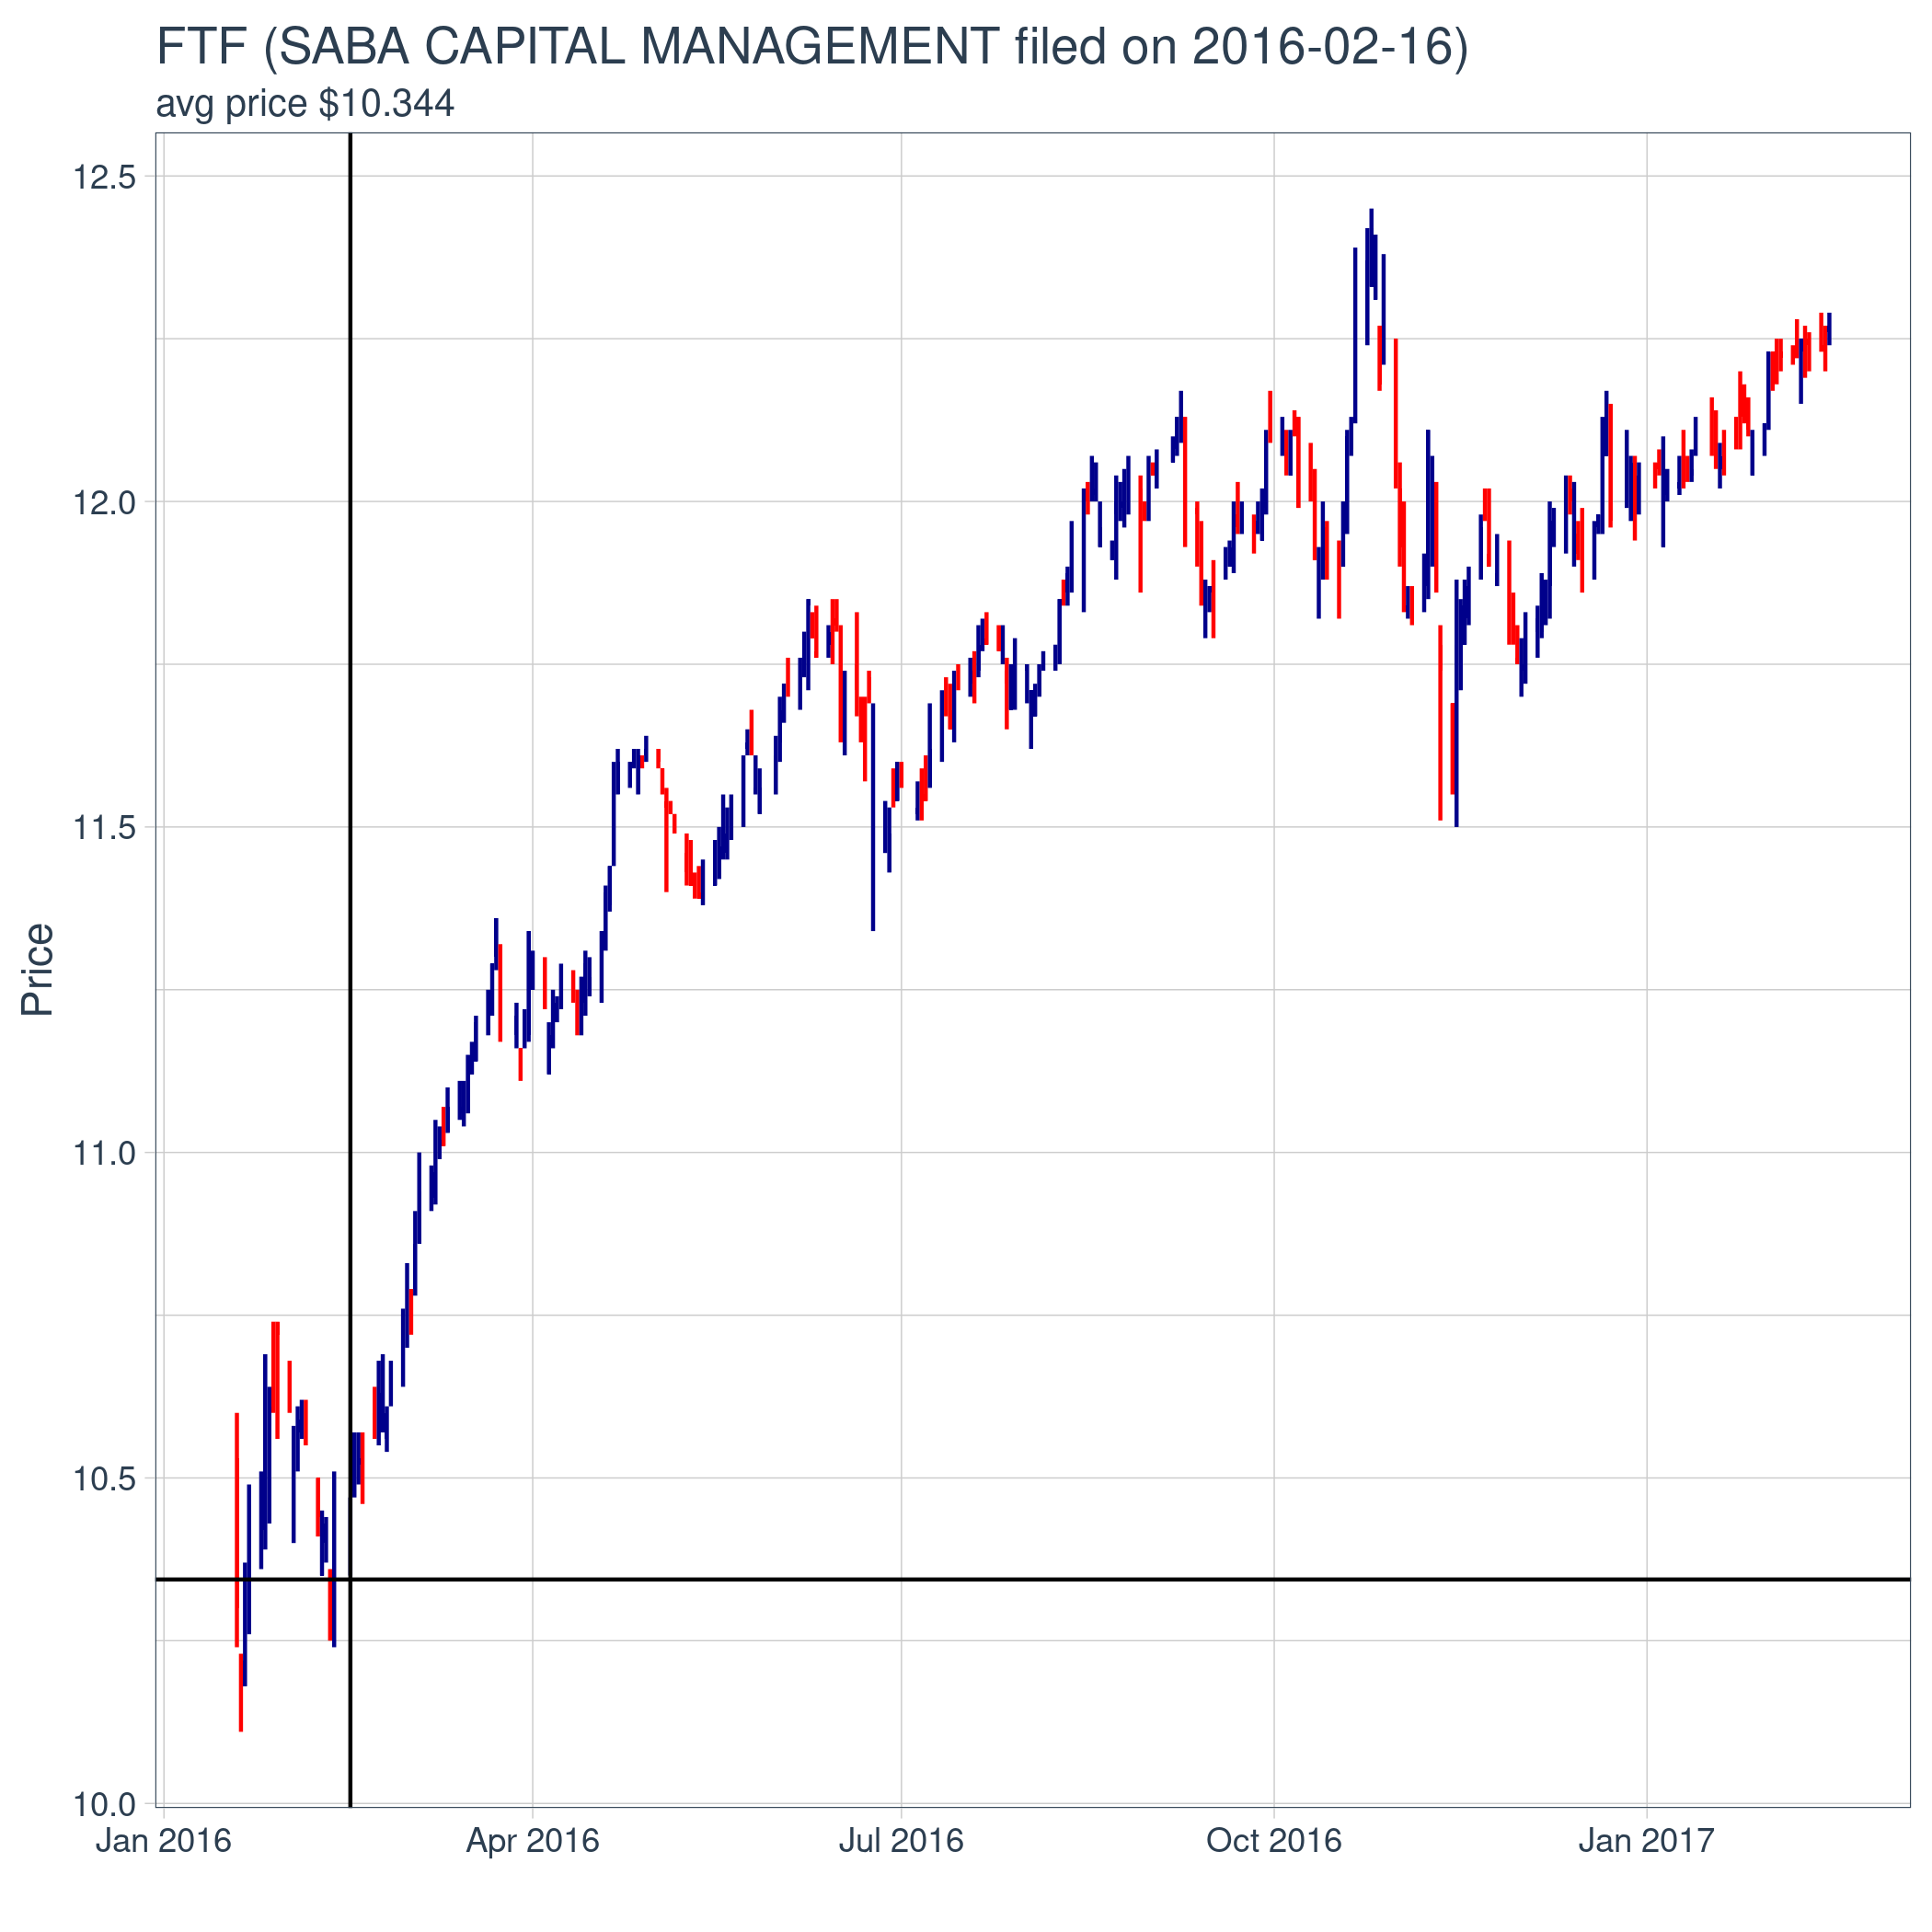 FTF (SABA CAPITAL MANAGEMENT filed on 2016-02-16)
avg price $10.344
12.5
12.0
11.5
11.0
10.5
10.0
Price
Jan 2016 Apr 2016 Jul 2016 Oct 2016 Jan 2017